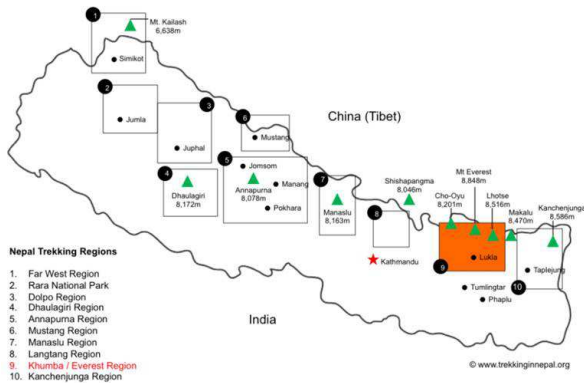 1
Mt. Kailash
6,638m
Simikot
2
Jumla
3
Juphal
6
Mustang
China (Tibet)
4
Dhaulagiri
8,172m
5
Jomsom
Annapurna
8,078m
Manang
Pokhara
7
Manaslu
8,163m
Shishapangma
8,046m
8
Kathmandu
Cho-Oyu
8,201m
Mt Everest
8,848m
Lhotse
8,516m
Makalu
8,470m
Kanchenjunga
8,586m
9
Lukla
10
Taplejung
Tumlingtar
Phaplu
India
Nepal Trekking Regions
1. Far West Region
2. Rara National Park
3. Dolpo Region
4. Dhaulagiri Region
5. Annapurna Region
6. Mustang Region
7. Manaslu Region
8. Langtang Region
9. Khumba / Everest Region
10. Kanchenjunga Region
© www.trekkinginnepal.org